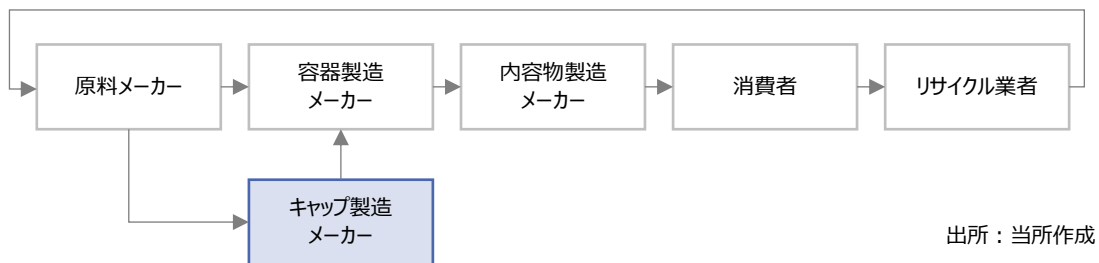 原料メーカー
容器製造
メーカー
内容物製造
メーカー
消費者
リサイクル業者
キャップ製造
メーカー
出所：当所作成